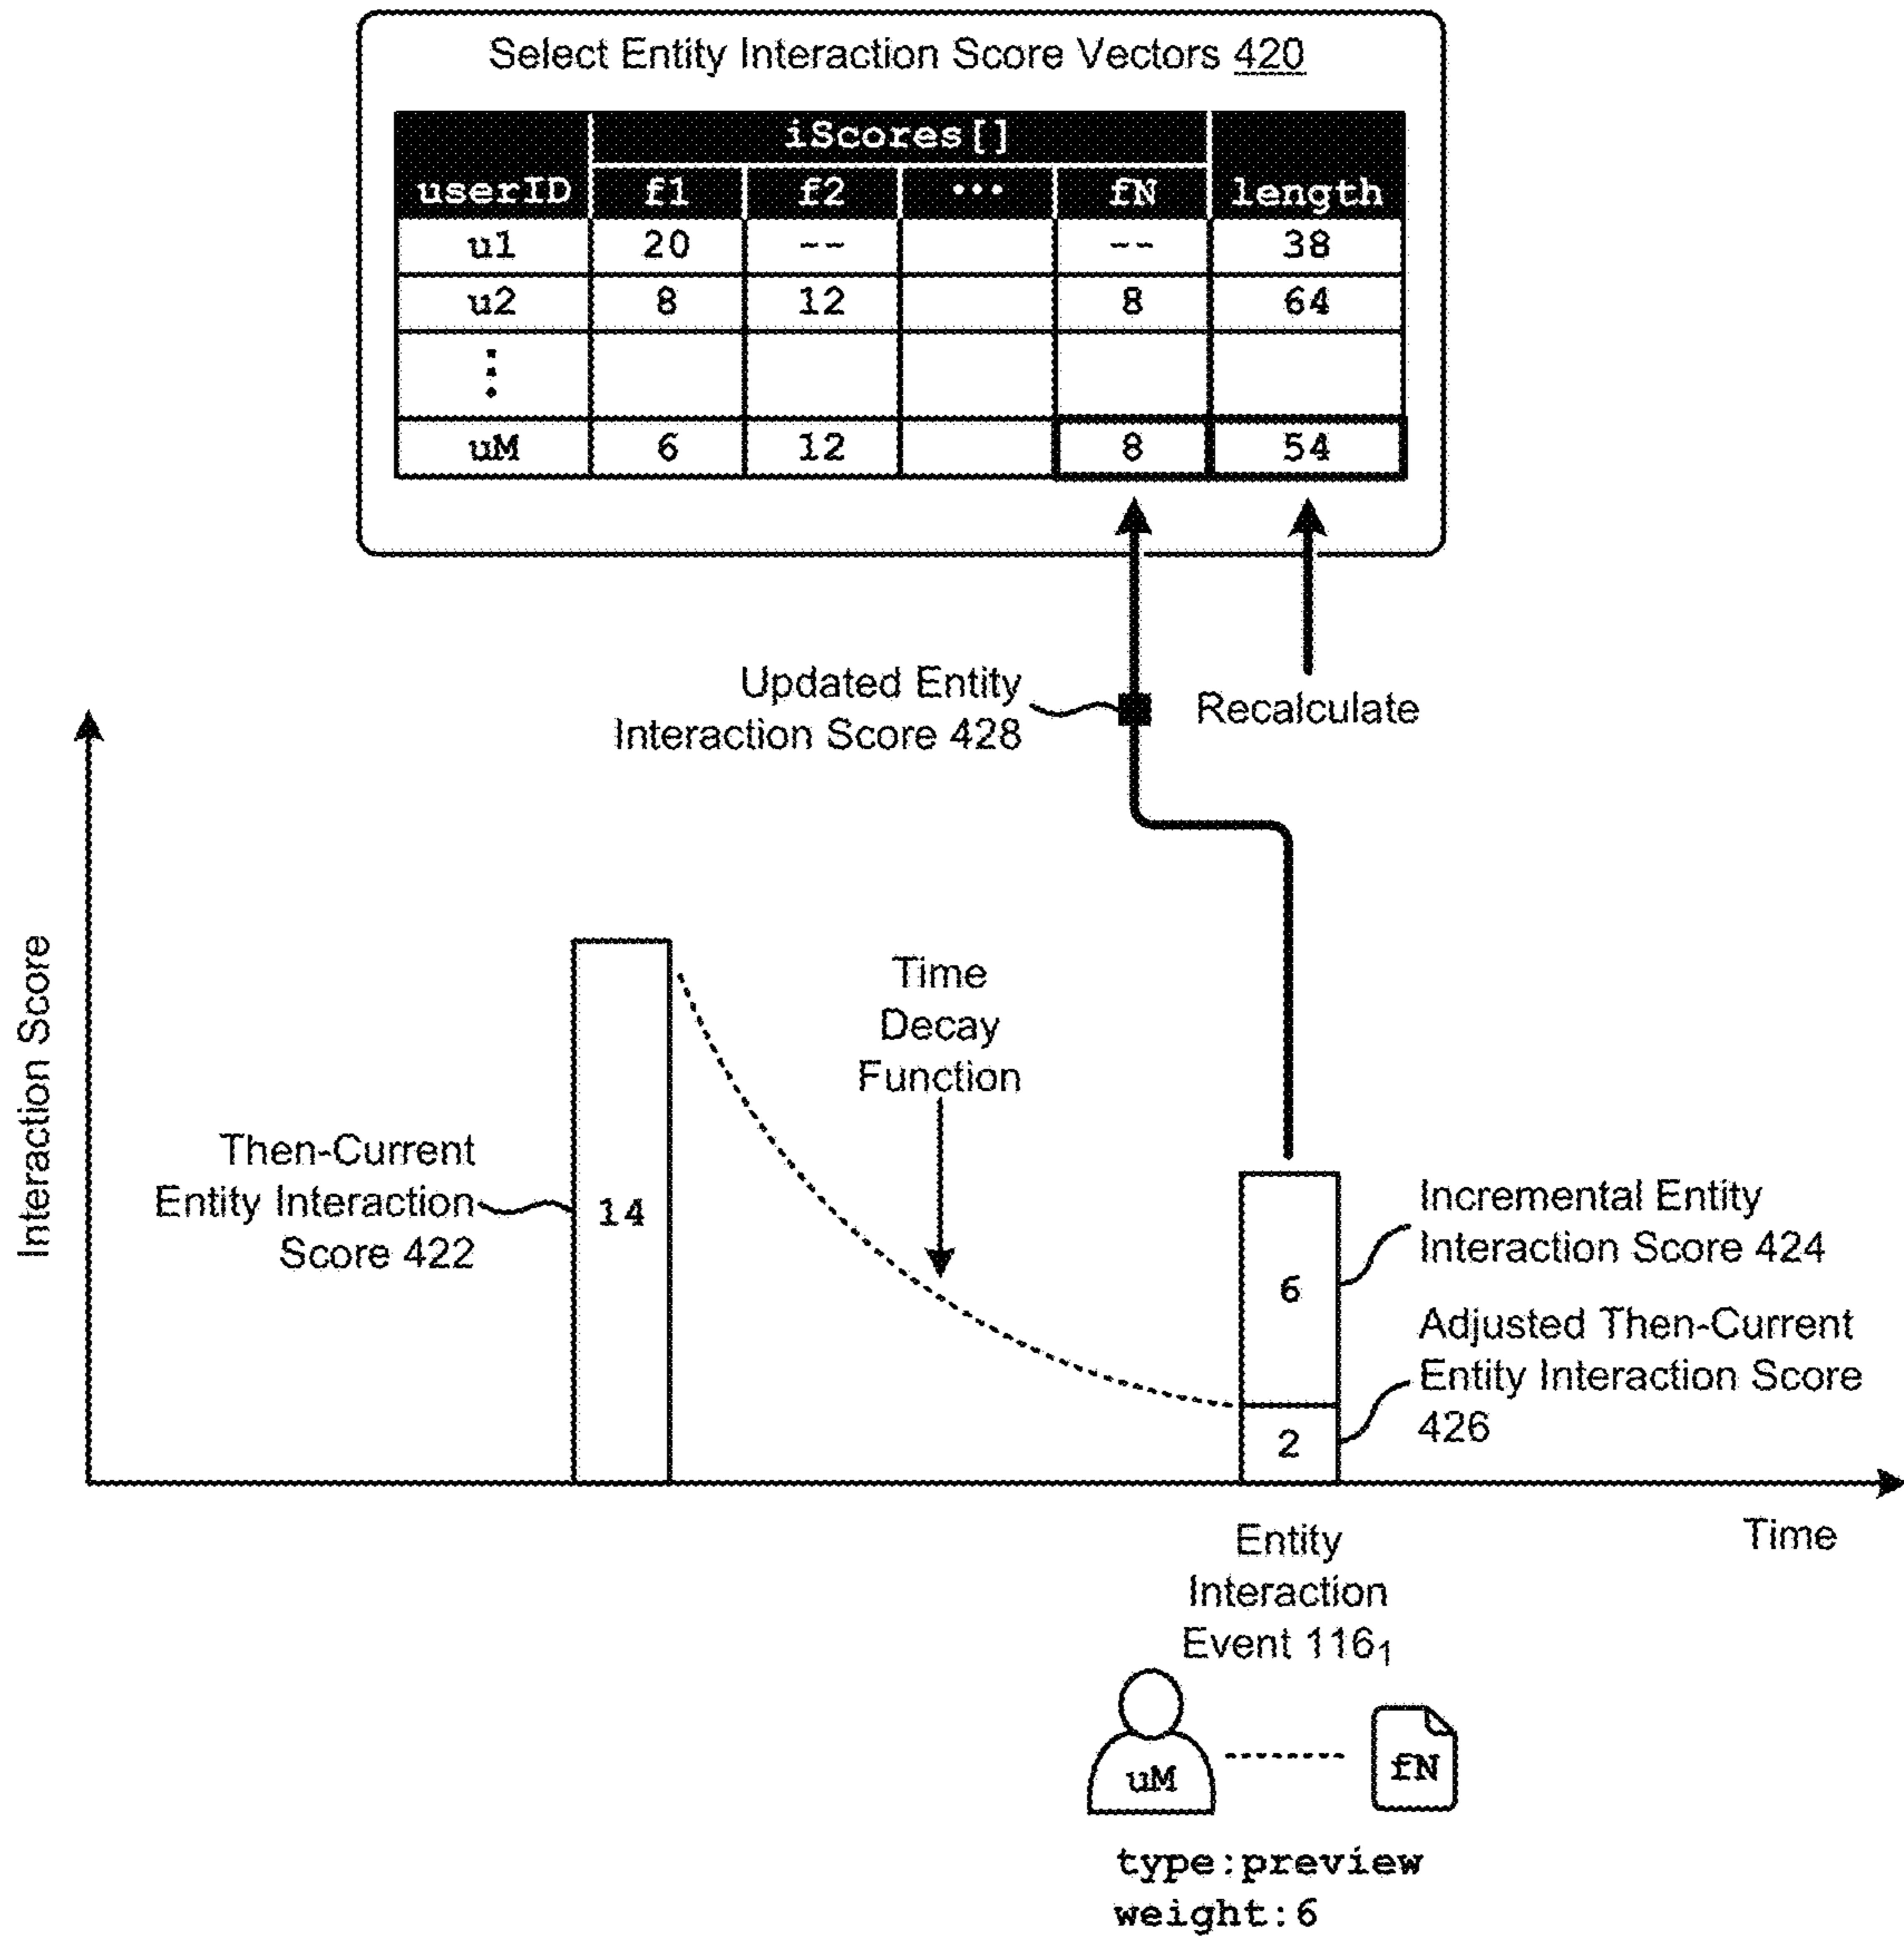 Select Entity Interaction Score Vectors 420
iScores[]
userID f1 f2 ••• fN length
u1 20 -- -- 38
u2 8 12 8 64
uM 6 12 8 54
Updated Entity
Interaction Score 428
Recalculate
Interaction Score
Time
Decay
Function
Then-Current
Entity Interaction
Score 422
14
Incremental Entity
Interaction Score 424
6
Adjusted Then-Current
Entity Interaction Score
426
2
Time
Entity
Interaction
Event 116₁
uM
fN
type:preview
weight:6